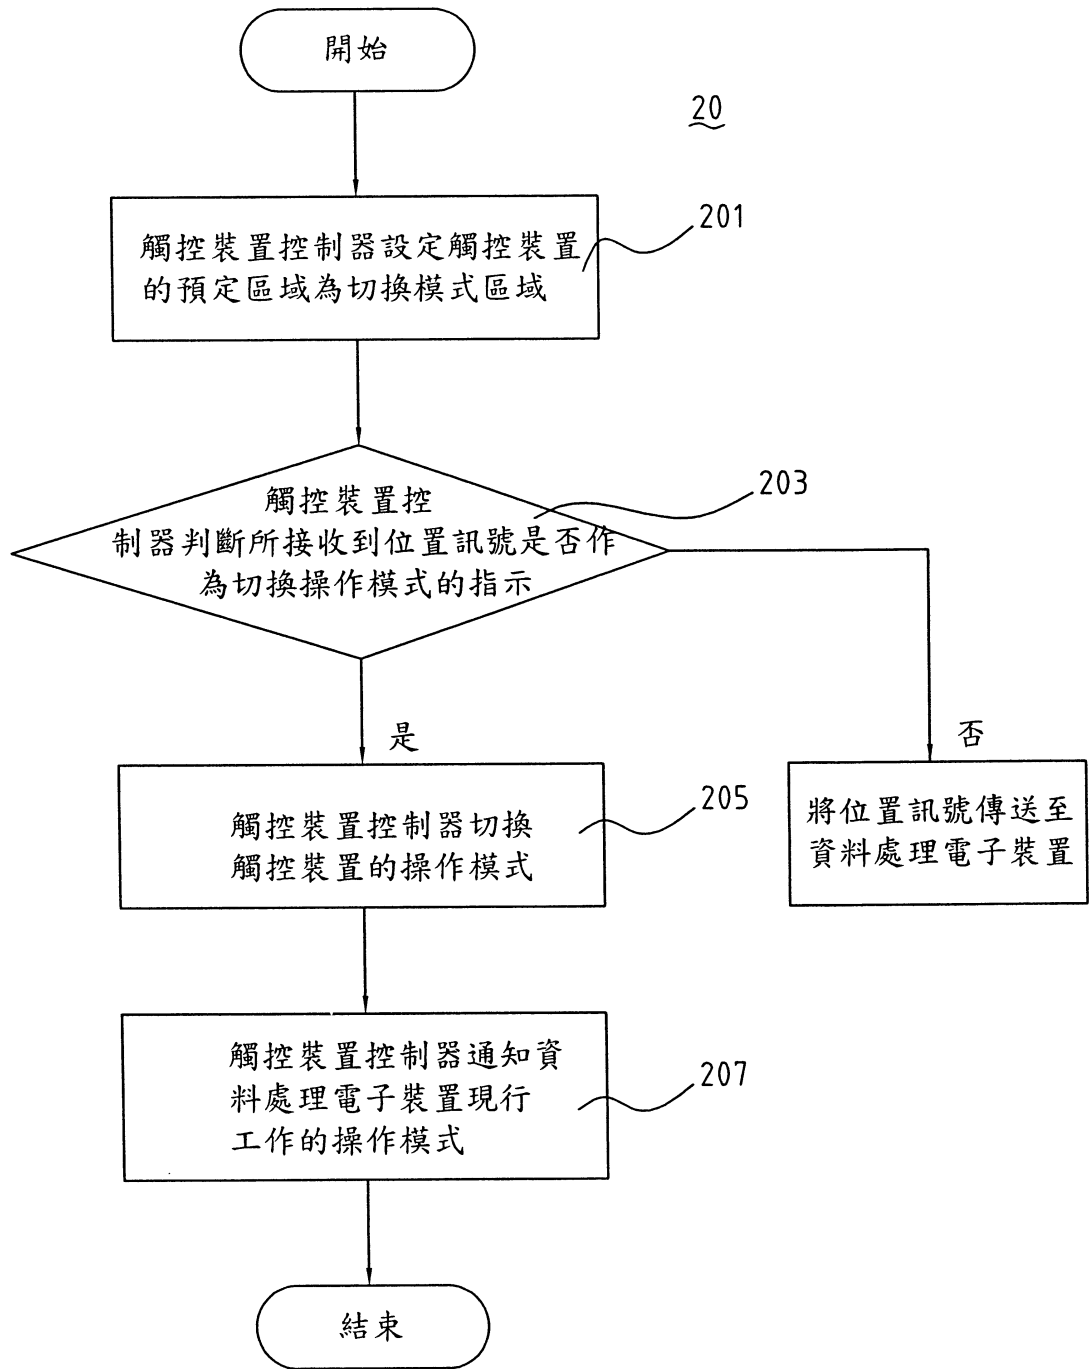 開始
20
觸控裝置控制器設定觸控裝置
的預定區域為切換模式區域
201
觸控裝置控
制器判斷所接收到位置訊號是否作
為切換操作模式的指示
203
是
否
觸控裝置控制器切換
觸控裝置的操作模式
205
將位置訊號傳送至
資料處理電子裝置
觸控裝置控制器通知資
料處理電子裝置現行
工作的操作模式
207
結束